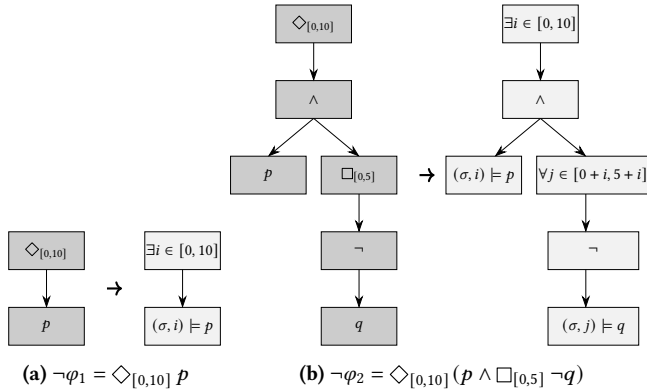 ◇[0,10]
∃i ∈ [0, 10]
∧
∧
p
□[0,5]
→
(σ, i) ⊨ p
∀j ∈ [0 + i, 5 + i]
◇[0,10]
∃i ∈ [0, 10]
¬
¬
→
p
(σ, i) ⊨ p
q
(σ, j) ⊨ q
(a) ¬φ₁ = ◇[0,10] p
(b) ¬φ₂ = ◇[0,10] (p ∧ □[0,5] ¬q)